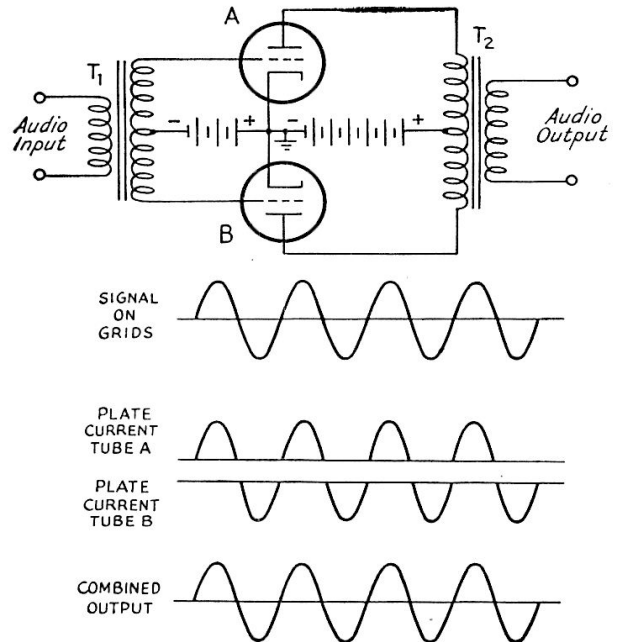 A
T1
T2
Audio
Input
- + - +
Audio
Output
B
SIGNAL
ON
GRIDS
PLATE
CURRENT
TUBE A
PLATE
CURRENT
TUBE B
COMBINED
OUTPUT